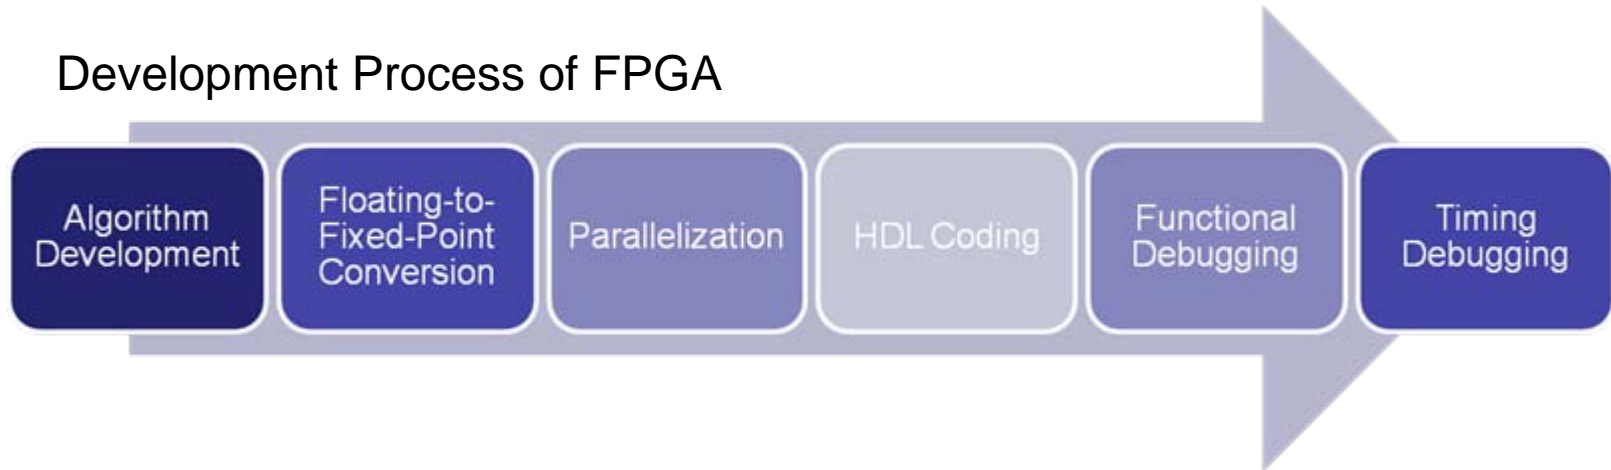 Development Process of FPGA
Algorithm
Development
Floating-to-
Fixed-Point
Conversion
Parallelization
HDL Coding
Functional
Debugging
Timing
Debugging